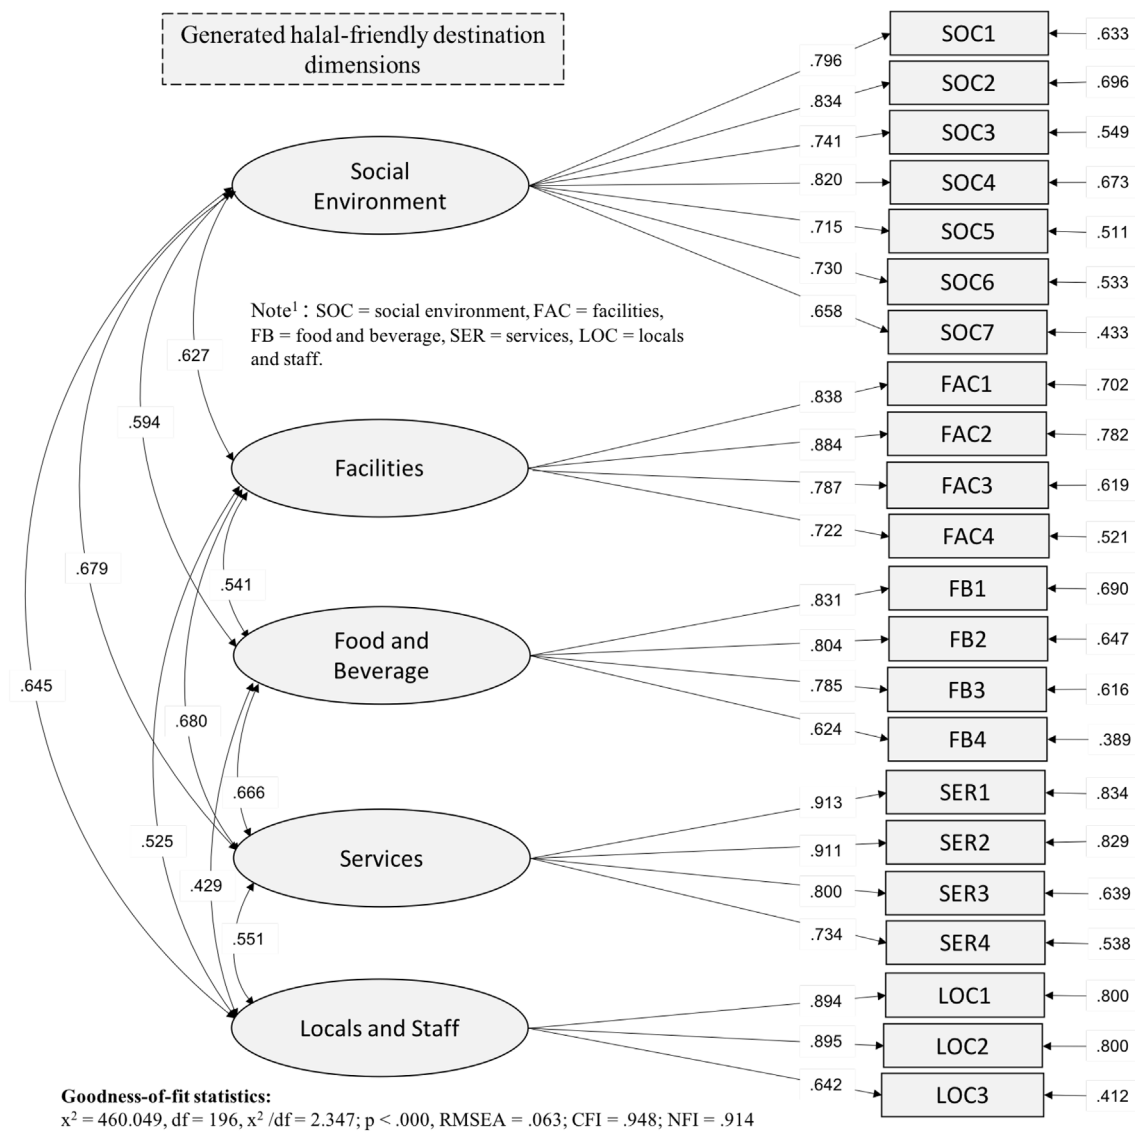 Generated halal-friendly destination
dimensions
Social
Environment
.796
SOC1
.633
.834
SOC2
.696
.741
SOC3
.549
.820
SOC4
.673
.715
SOC5
.511
.730
SOC6
.533
.658
SOC7
.433
Note1 : SOC = social environment, FAC = facilities,
FB = food and beverage, SER = services, LOC = locals
and staff.
.627
.594
.679
.645
Facilities
.838
FAC1
.702
.884
FAC2
.782
.787
FAC3
.619
.722
FAC4
.521
.541
.680
.525
Food and
Beverage
.831
FB1
.690
.804
FB2
.647
.785
FB3
.616
.624
FB4
.389
.666
.429
Services
.913
SER1
.834
.911
SER2
.829
.800
SER3
.639
.734
SER4
.538
.551
Locals and Staff
.894
LOC1
.800
.895
LOC2
.800
.642
LOC3
.412
Goodness-of-fit statistics:
x² = 460.049, df = 196, x² /df = 2.347; p < .000, RMSEA = .063; CFI = .948; NFI = .914